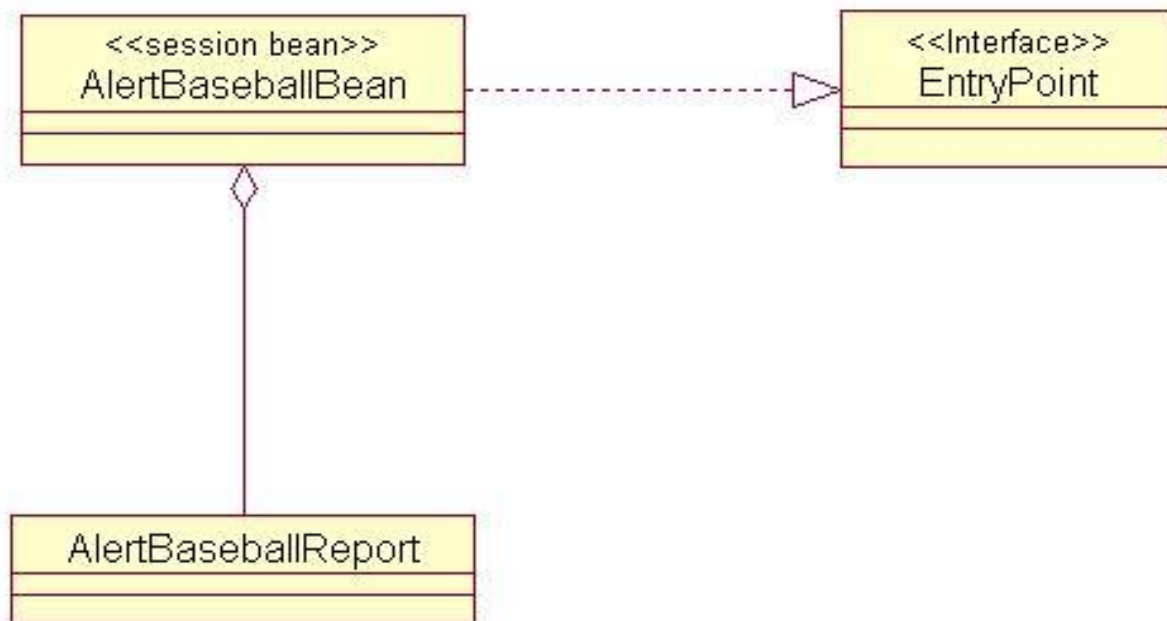 <<session bean>>
AlertBaseballBean
<<Interface>>
EntryPoint
AlertBaseballReport